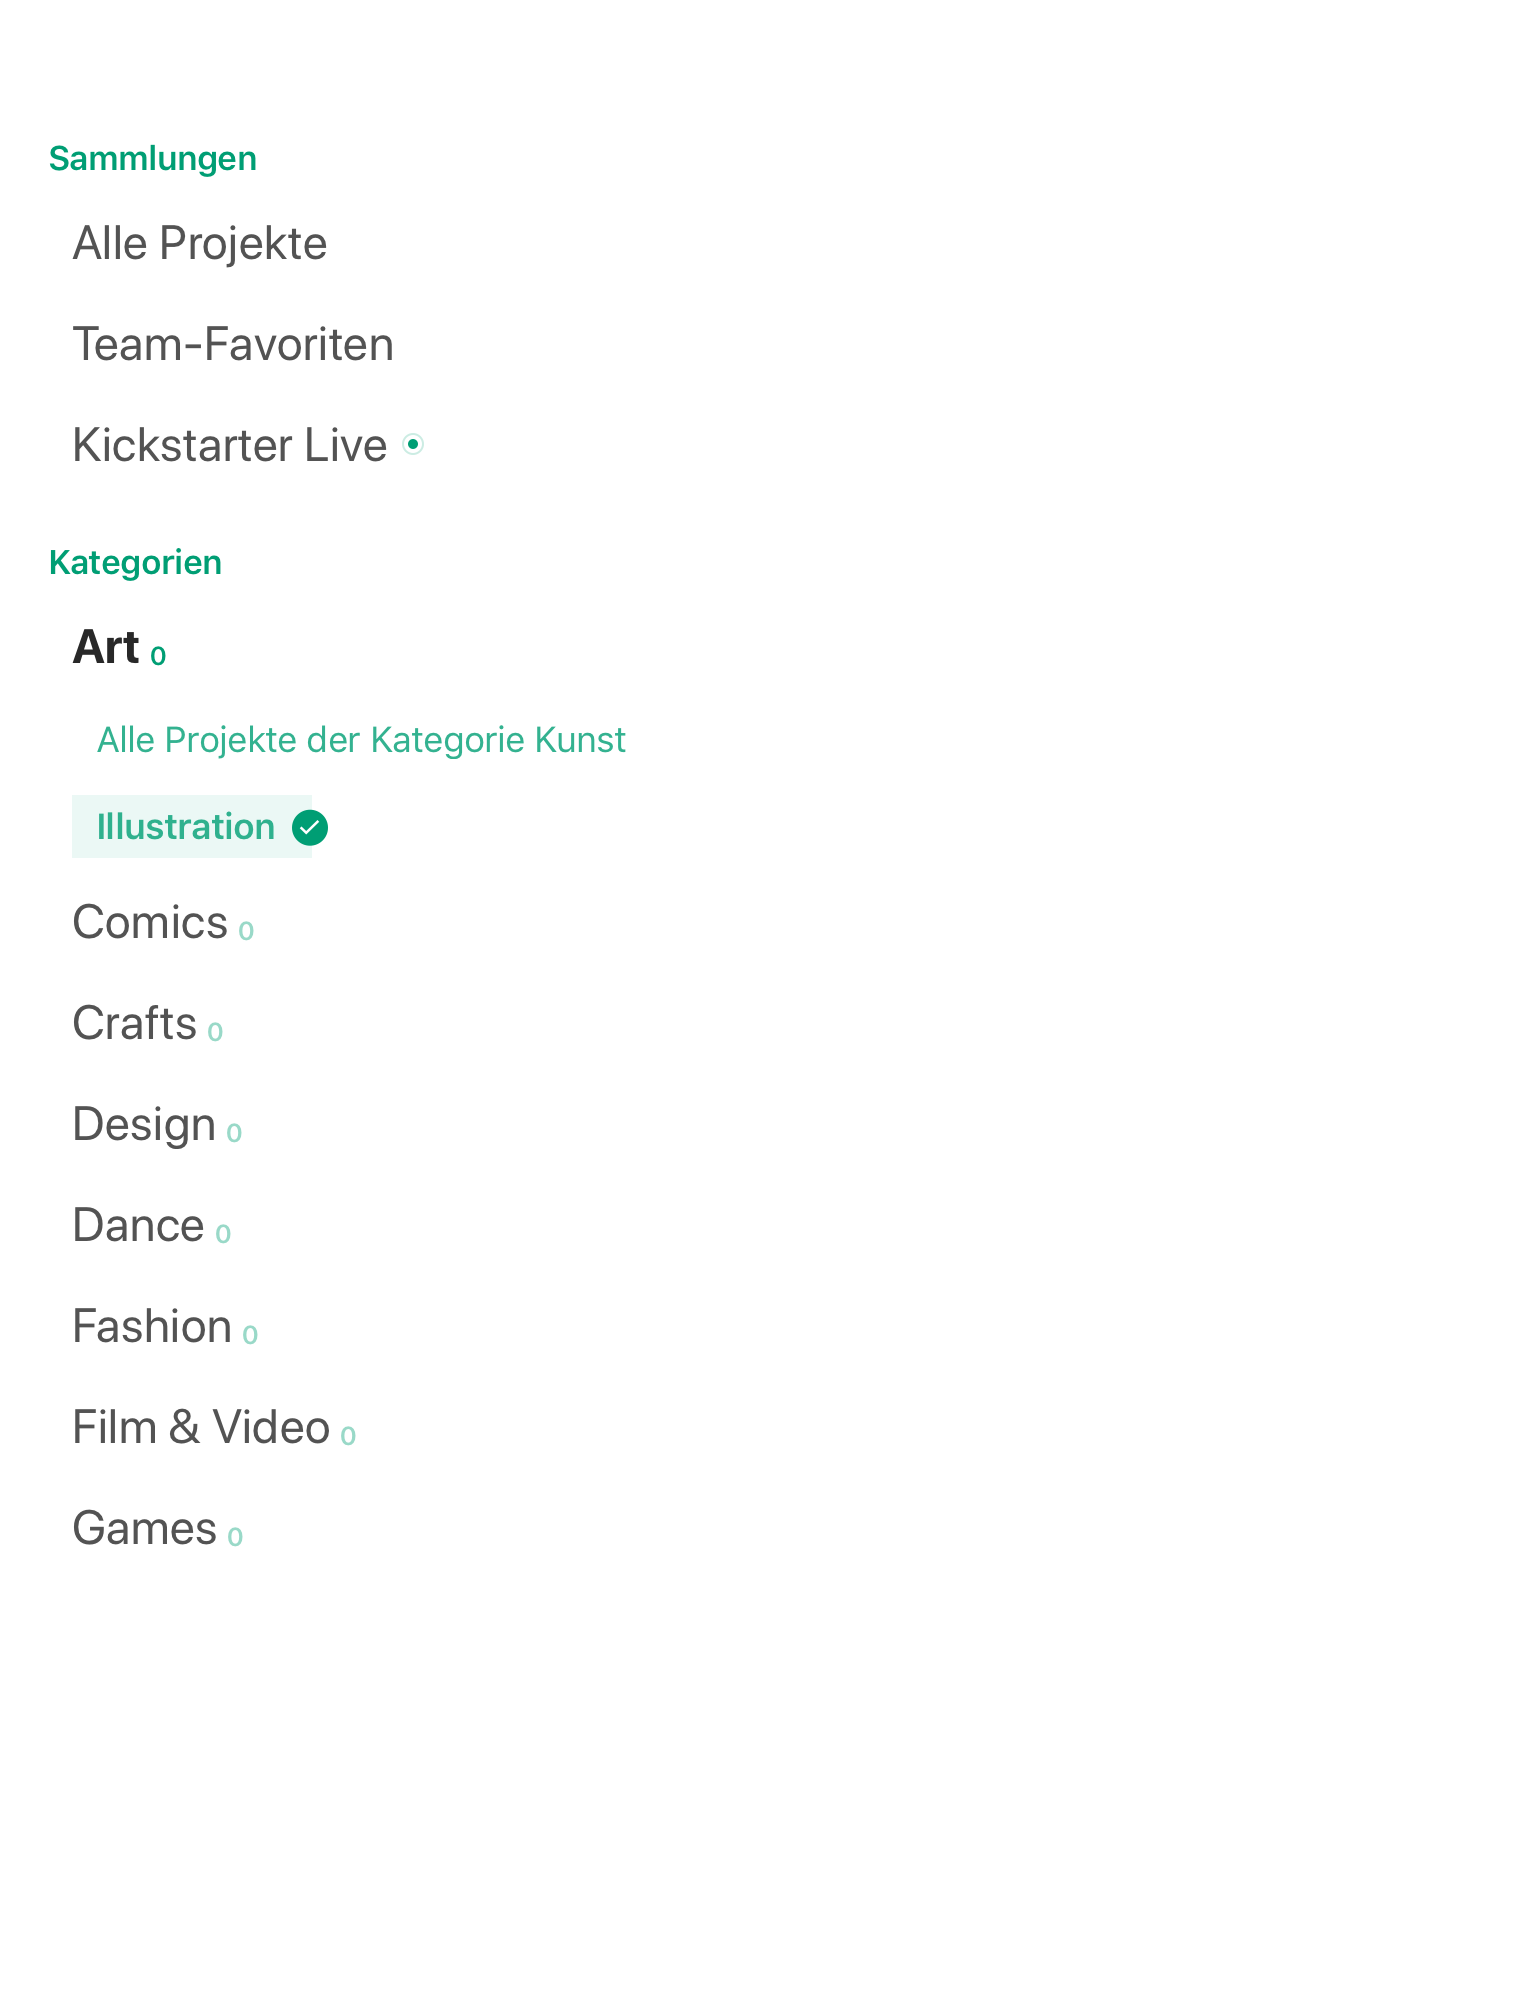 Sammlungen
Alle Projekte
Team-Favoriten
Kickstarter Live
Kategorien
Art 0
Alle Projekte der Kategorie Kunst
Illustration
Comics 0
Crafts 0
Design 0
Dance 0
Fashion 0
Film & Video 0
Games 0